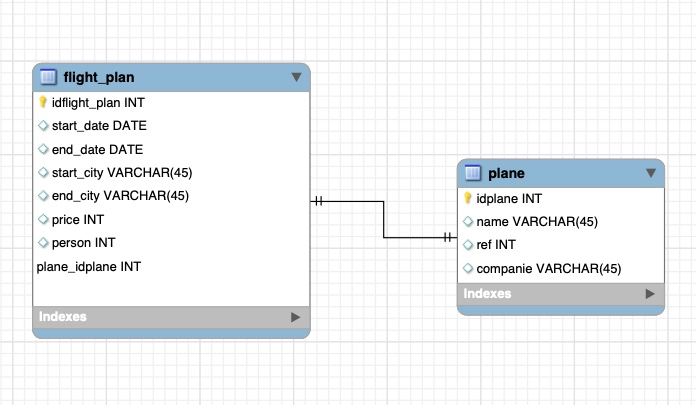 flight_plan
idflight_plan INT
start_date DATE
end_date DATE
start_city VARCHAR(45)
end_city VARCHAR(45)
price INT
person INT
plane_idplane INT
Indexes
plane
idplane INT
name VARCHAR(45)
ref INT
companie VARCHAR(45)
Indexes